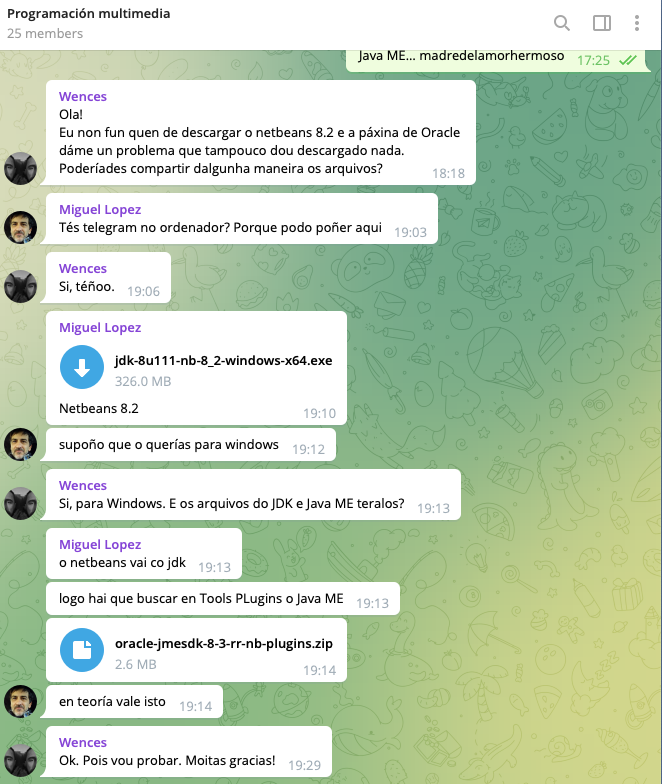 Programación multimedia
25 members
Java ME... madredelamorhermoso 17:25
Wences
Ola!
Eu non fun quen de descargar o netbeans 8.2 e a páxina de Oracle
dáme un problema que tampouco dou descargado nada.
Poderíades compartir dalgunha maneira os arquivos? 18:18
Miguel Lopez
Tés telegram no ordenador? Porque podo poñer aqui 19:03
Wences
Si, téñoo. 19:06
Miguel Lopez
jdk-8u111-nb-8_2-windows-x64.exe
326.0 MB
Netbeans 8.2 19:10
supoño que o querías para windows 19:12
Wences
Si, para Windows. E os arquivos do JDK e Java ME teralos? 19:13
Miguel Lopez
o netbeans vai co jdk 19:13
logo hai que buscar en Tools PLugins o Java ME 19:13
oracle-jmesdk-8-3-rr-nb-plugins.zip
2.6 MB 19:14
en teoría vale isto 19:14
Wences
Ok. Pois vou probar. Moitas gracias! 19:29